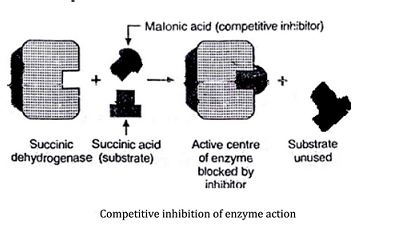 Malonic acid (competitive inhibitor)
+
+
Succinic
dehydrogenase
Succinic acid
(substrate)
Active centre
of enzyme
blocked by
inhibitor
Substrate
unused
Competitive inhibition of enzyme action